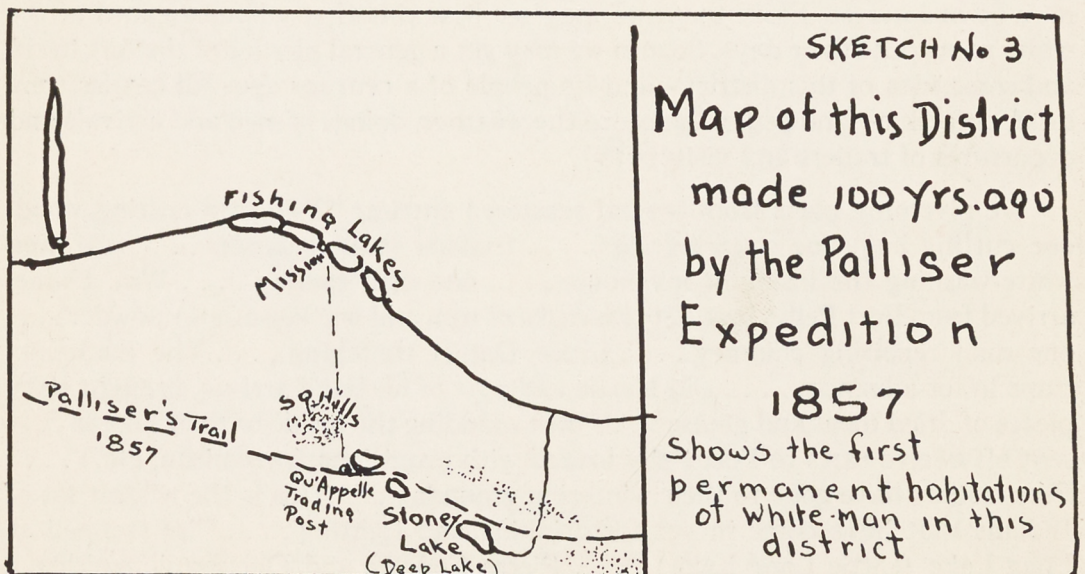 Fishing Lakes
Mission
SQ. Hills
Palliser's Trail
1857
Qu'Appelle
Trading
Post
Stoney
Lake
(Deep Lake)
SKETCH No 3
Map of this District
made 100 yrs. ago
by the Palliser
Expedition
1857
Shows the first
permanent habitations
of white-man in this
district